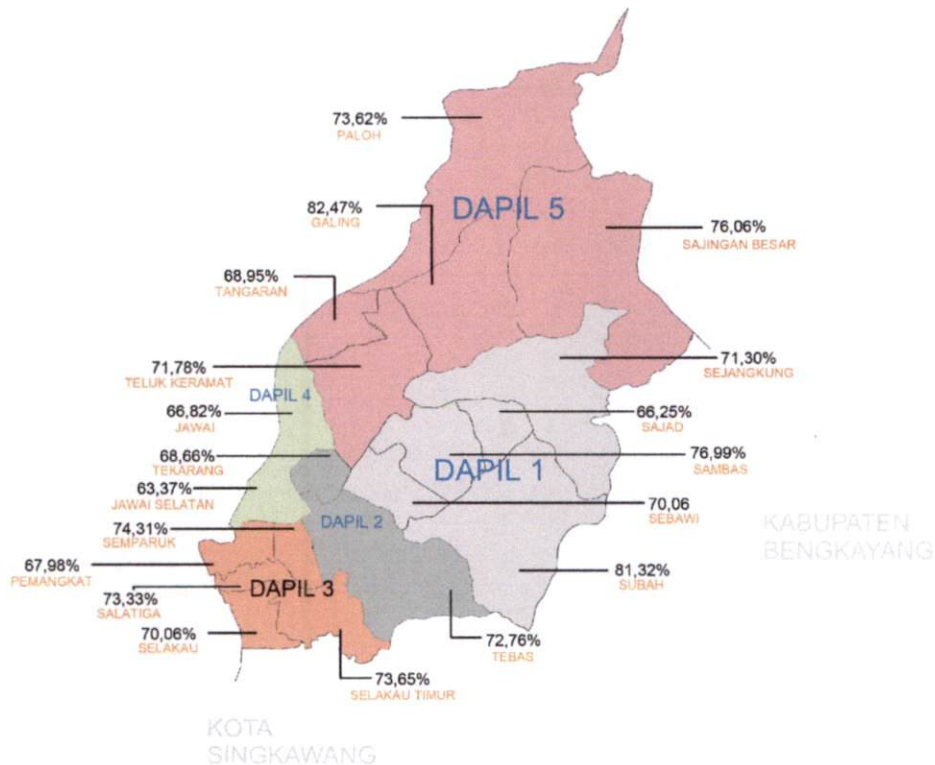 73,62%
PALOH
82,47%
GALING
DAPIL 5
76,06%
SAJINGAN BESAR
68,95%
TANGARAN
71,78%
TELUK KERAMAT
71,30%
SEJANGKUNG
DAPIL 4
66,82%
JAWAI
66,25%
SAJAD
68,66%
TEKARANG
76,99%
SAMBAS
DAPIL 1
63,37%
JAWAI SELATAN
70,06
SEBAWI
DAPIL 2
74,31%
SEMPARUK
KABUPATEN
BENGKAYANG
67,98%
PEMANGKAT
81,32%
SUBAH
DAPIL 3
73,33%
SALATIGA
70,06%
SELAKAU
72,76%
TEBAS
73,65%
SELAKAU TIMUR
KOTA
SINGKAWANG